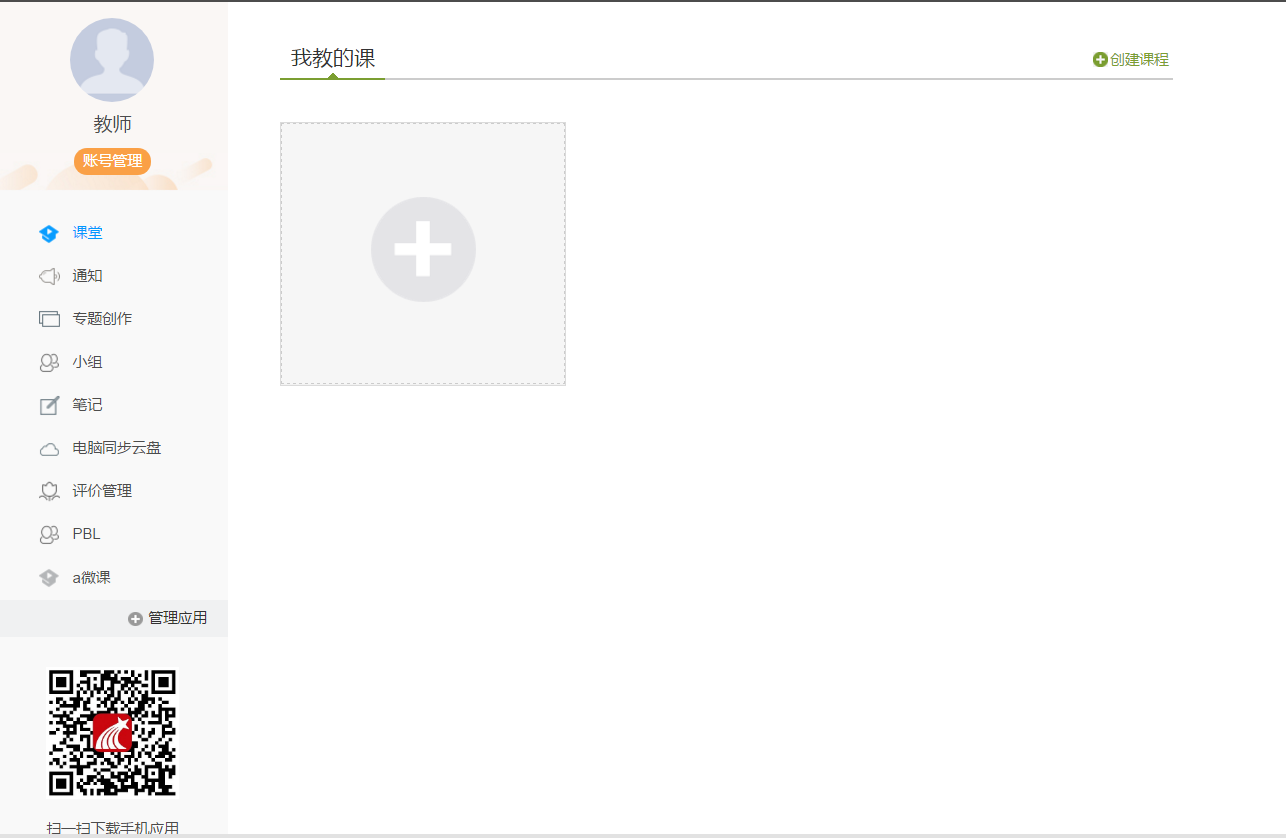 教师
账号管理
课堂
通知
专题创作
小组
笔记
电脑同步云盘
评价管理
PBL
a微课
管理应用
扫一扫下载手机应用
我教的课
创建课程